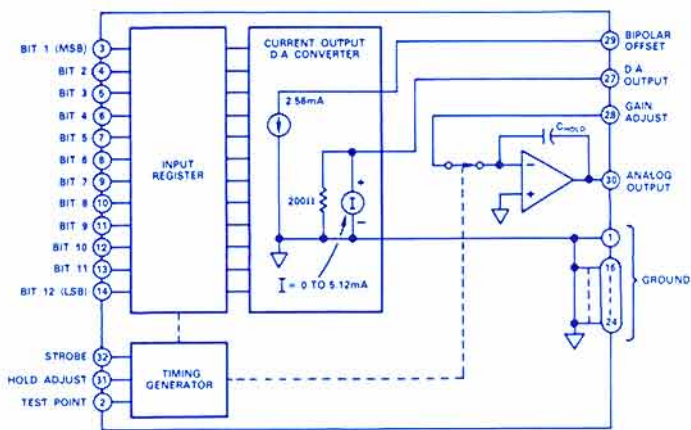 BIT 1 (MSB) 3
BIT 2 4
BIT 3 5
BIT 4 6
BIT 5 7
BIT 6 8
BIT 7 9
BIT 8 10
BIT 9 11
BIT 10 12
BIT 11 13
BIT 12 (LSB) 14
STROBE 32
HOLD ADJUST 31
TEST POINT 2
INPUT
REGISTER
TIMING
GENERATOR
CURRENT OUTPUT
D A CONVERTER
2.56mA
200Ω
+
I
−
I = 0 TO 5.12mA
CHOLD
−
+
29 BIPOLAR
OFFSET
27 D A
OUTPUT
28 GAIN
ADJUST
30 ANALOG
OUTPUT
1
16
24
GROUND